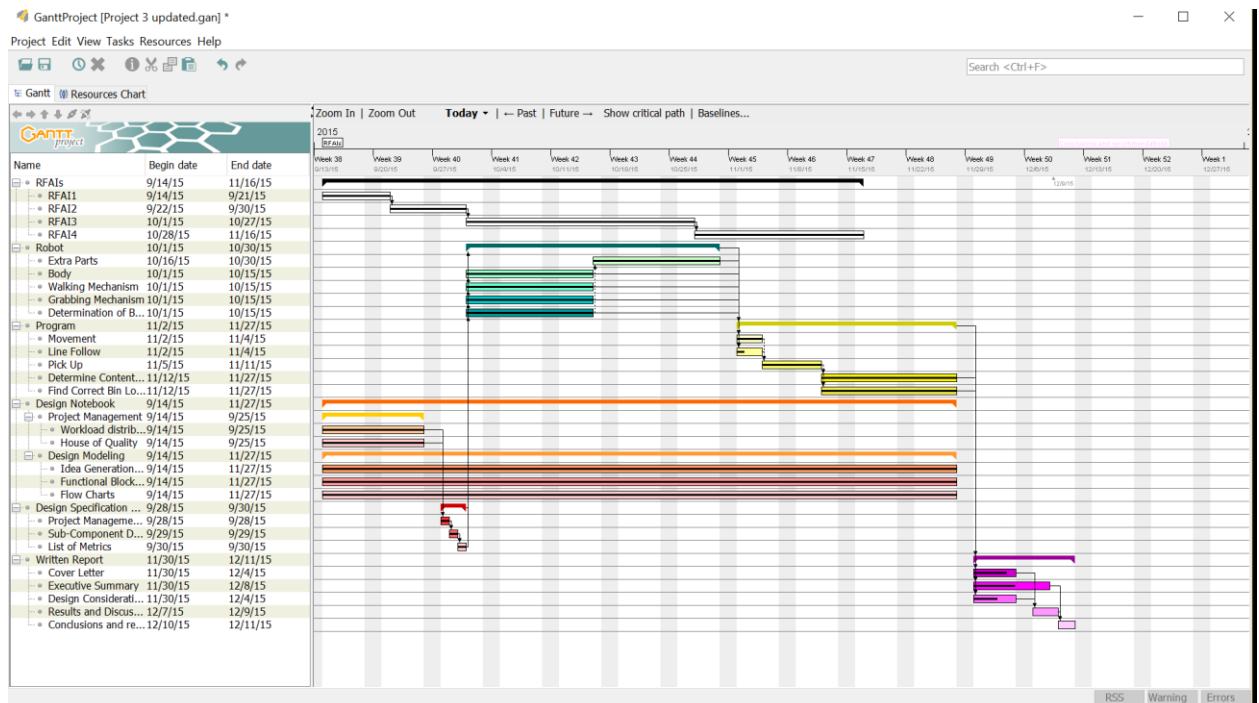 GanttProject [Project 3 updated.gan] *
Project Edit View Tasks Resources Help
Search <Ctrl+F>
Gantt Resources Chart
Zoom In | Zoom Out Today | ← Past | Future → Show critical path | Baselines...
GANTT project
2015
RFAIs
Name Begin date End date
Week 38 Week 39 Week 40 Week 41 Week 42 Week 43 Week 44 Week 45 Week 46 Week 47 Week 48 Week 49 Week 50 Week 51 Week 52 Week 1
9/13/15 9/20/15 9/27/15 10/4/15 10/11/15 10/18/15 10/25/15 11/1/15 11/8/15 11/15/15 11/22/15 11/29/15 12/6/15 12/13/15 12/20/15 12/27/15
12/9/15
RFAIs 9/14/15 11/16/15
RFAI1 9/14/15 9/21/15
RFAI2 9/22/15 9/30/15
RFAI3 10/1/15 10/27/15
RFAI4 10/28/15 11/16/15
Robot 10/1/15 10/30/15
Extra Parts 10/16/15 10/30/15
Body 10/1/15 10/15/15
Walking Mechanism 10/1/15 10/15/15
Grabbing Mechanism 10/1/15 10/15/15
Determination of B... 10/1/15 10/15/15
Program 11/2/15 11/27/15
Movement 11/2/15 11/4/15
Line Follow 11/2/15 11/4/15
Pick Up 11/5/15 11/11/15
Determine Content... 11/12/15 11/27/15
Find Correct Bin Lo... 11/12/15 11/27/15
Design Notebook 9/14/15 11/27/15
Project Management 9/14/15 9/25/15
Workload distrib... 9/14/15 9/25/15
House of Quality 9/14/15 9/25/15
Design Modeling 9/14/15 11/27/15
Idea Generation... 9/14/15 11/27/15
Functional Block... 9/14/15 11/27/15
Flow Charts 9/14/15 11/27/15
Design Specification ... 9/28/15 9/30/15
Project Manageme... 9/28/15 9/28/15
Sub-Component D... 9/29/15 9/29/15
List of Metrics 9/30/15 9/30/15
Written Report 11/30/15 12/11/15
Cover Letter 11/30/15 12/4/15
Executive Summary 11/30/15 12/8/15
Design Considerati... 11/30/15 12/4/15
Results and Discus... 12/7/15 12/9/15
Conclusions and re... 12/10/15 12/11/15
RSS Warning Errors